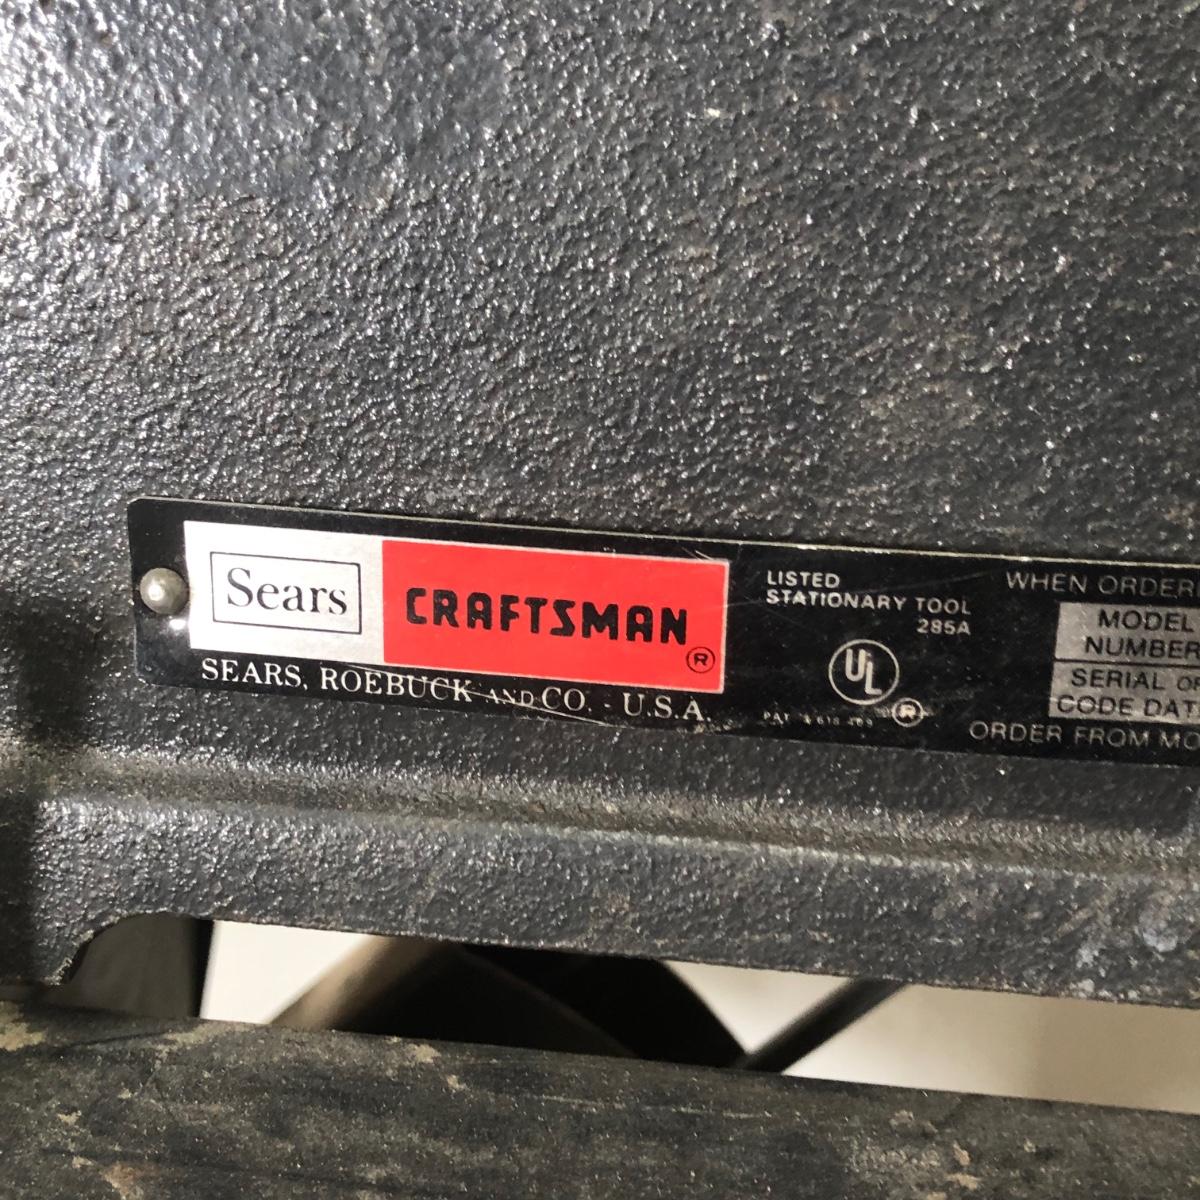 Sears
CRAFTSMAN
®
SEARS, ROEBUCK AND CO. - U.S.A.
LISTED
STATIONARY TOOL
285A
UL
®
PAT
WHEN ORDER
MODEL
NUMBER
SERIAL OR
CODE DAT
ORDER FROM MO